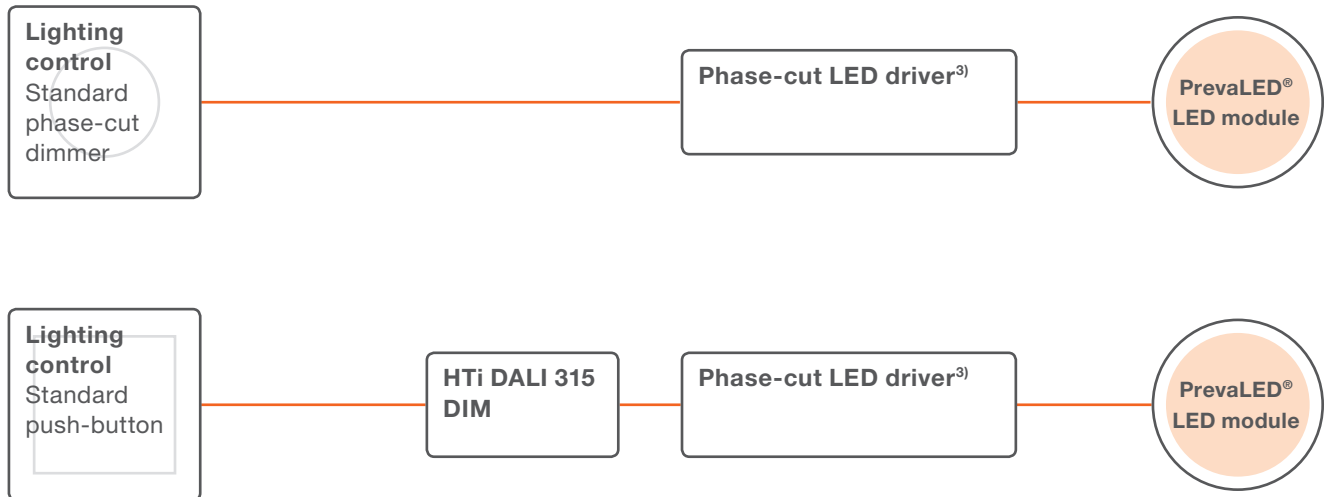 Lighting
control
Standard
phase-cut
dimmer
Phase-cut LED driver³⁾
PrevaLED®
LED module
Lighting
control
Standard
push-button
HTi DALI 315
DIM
Phase-cut LED driver³⁾
PrevaLED®
LED module